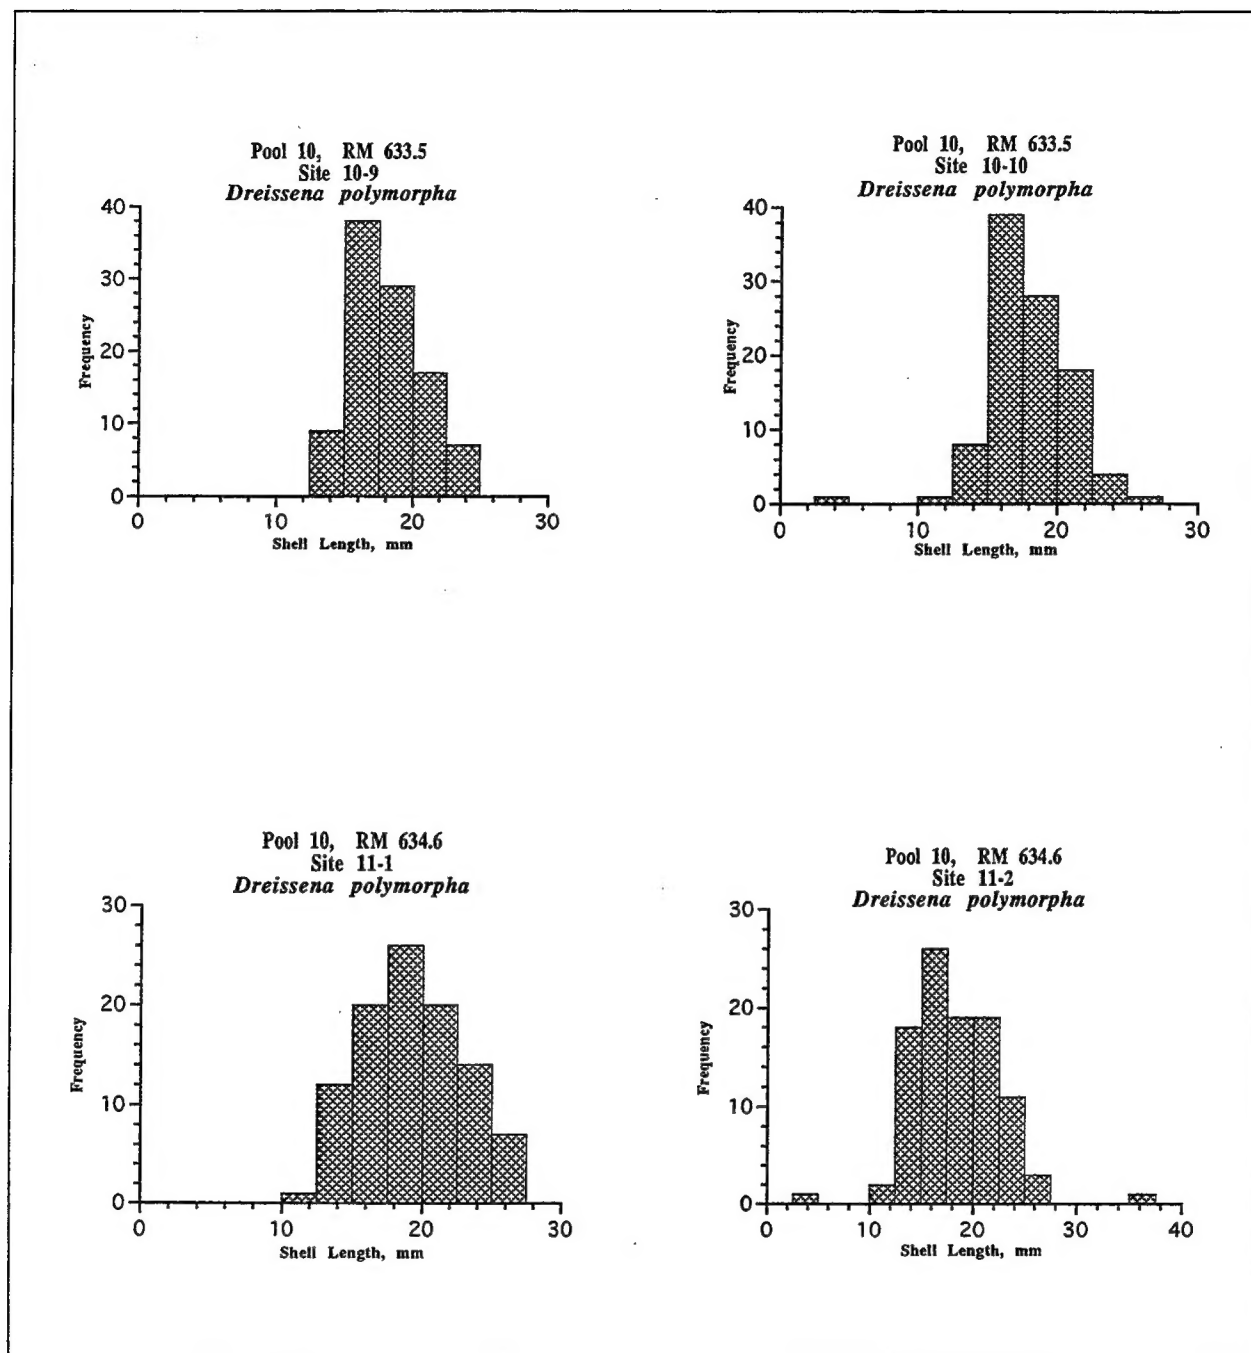 Pool 10, RM 633.5
Site 10-9
Dreissena polymorpha
40
30
20
10
0
Frequency
0 10 20 30
Shell Length, mm
Pool 10, RM 633.5
Site 10-10
Dreissena polymorpha
40
30
20
10
0
Frequency
0 10 20 30
Shell Length, mm
Pool 10, RM 634.6
Site 11-1
Dreissena polymorpha
30
20
10
0
Frequency
0 10 20 30
Shell Length, mm
Pool 10, RM 634.6
Site 11-2
Dreissena polymorpha
30
20
10
0
Frequency
0 10 20 30 40
Shell Length, mm